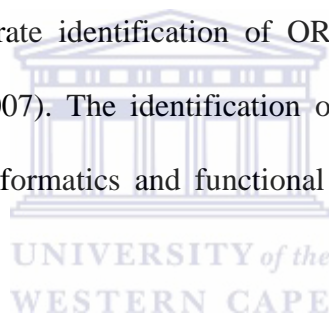 rate identification of OR
007). The identification o
formatics and functional
UNIVERSITY of the
WESTERN CAPE